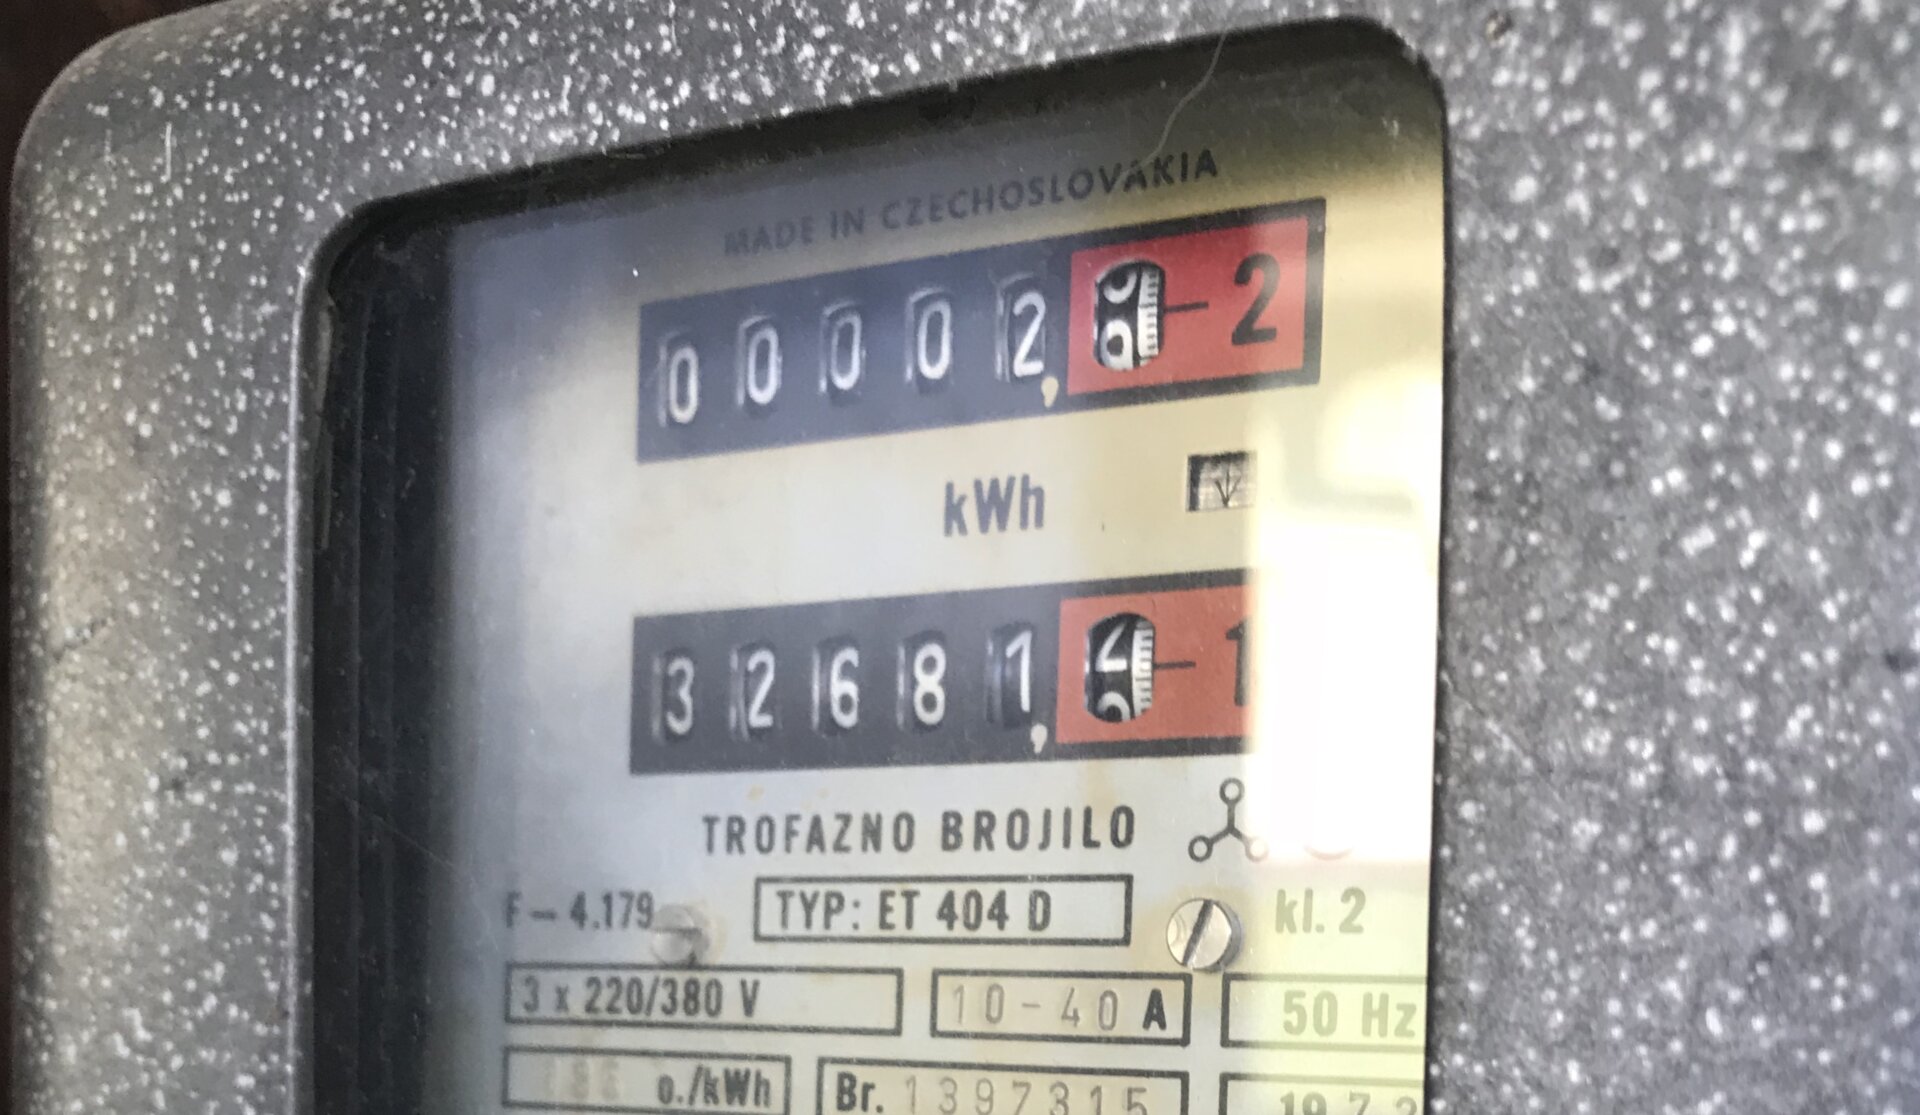 MADE IN CZECHOSLOVAKIA
00002, - 2
kWh
32681, - 1
TROFAZNO BROJILO
F - 4.179 TYP: ET 404 D kl. 2
3 x 220/380 V 10-40 A 50 Hz
o./kWh Br. 1397315